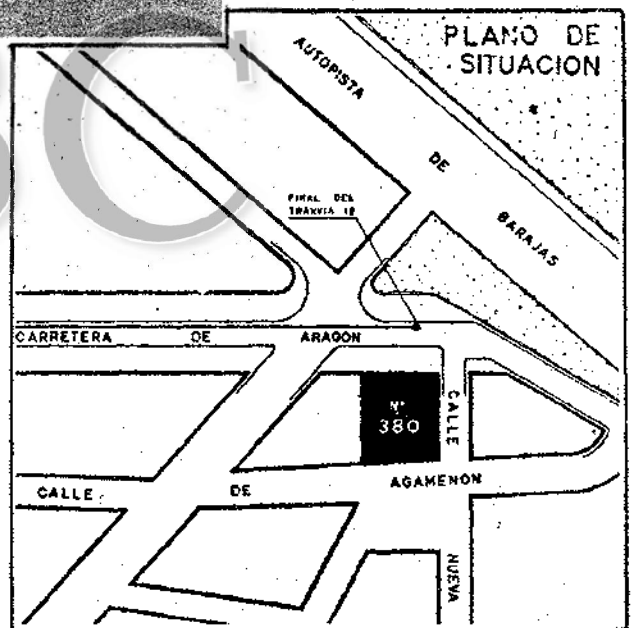 PLANO DE
SITUACION
AUTOPISTA DE BARAJAS
FINAL DEL
TRANVIA
CARRETERA DE ARAGON
Nº
380
CALLE NUEVA
CALLE DE AGAMENON